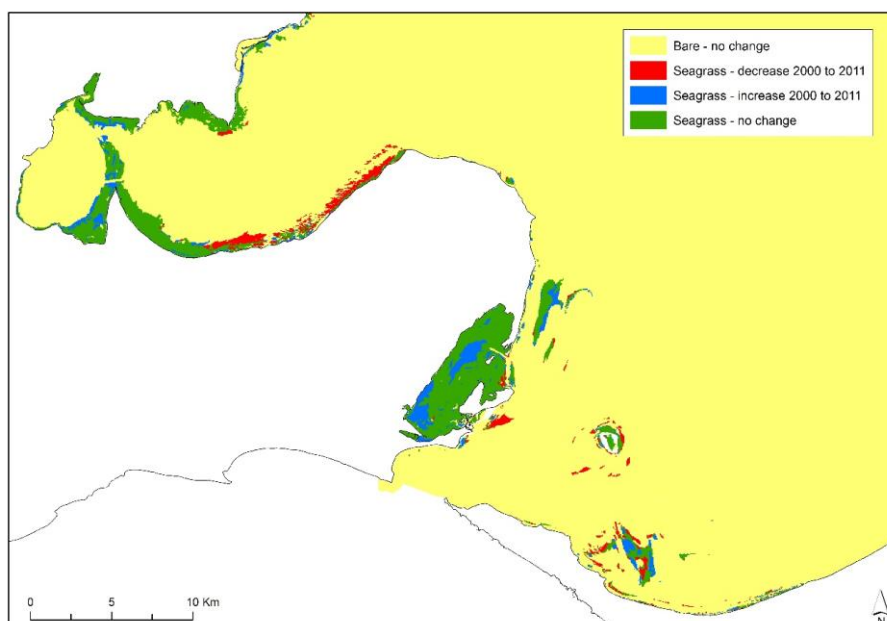 Bare - no change
Seagrass - decrease 2000 to 2011
Seagrass - increase 2000 to 2011
Seagrass - no change
0 5 10 Km
N